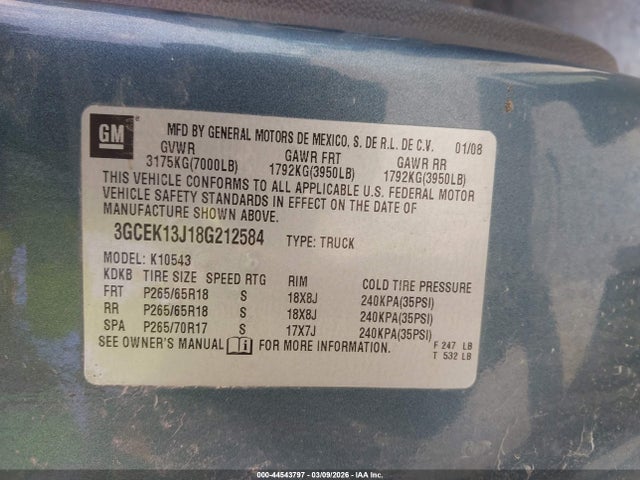 GM
MFD BY GENERAL MOTORS DE MEXICO, S. DE R.L. DE C.V. 01/08
GVWR GAWR FRT GAWR RR
3175KG(7000LB) 1792KG(3950LB) 1792KG(3950LB)
THIS VEHICLE CONFORMS TO ALL APPLICABLE U.S. FEDERAL MOTOR
VEHICLE SAFETY STANDARDS IN EFFECT ON THE DATE OF
MANUFACTURE SHOWN ABOVE.
3GCEK13J18G212584 TYPE: TRUCK
MODEL: K10543
KDKB TIRE SIZE SPEED RTG RIM COLD TIRE PRESSURE
FRT P265/65R18 S 18X8J 240KPA(35PSI)
RR P265/65R18 S 18X8J 240KPA(35PSI)
SPA P265/70R17 S 17X7J 240KPA(35PSI)
SEE OWNER'S MANUAL FOR MORE INFORMATION.
F 247 LB
T 532 LB
000-44543797 - 03/09/2026 - IAA Inc.